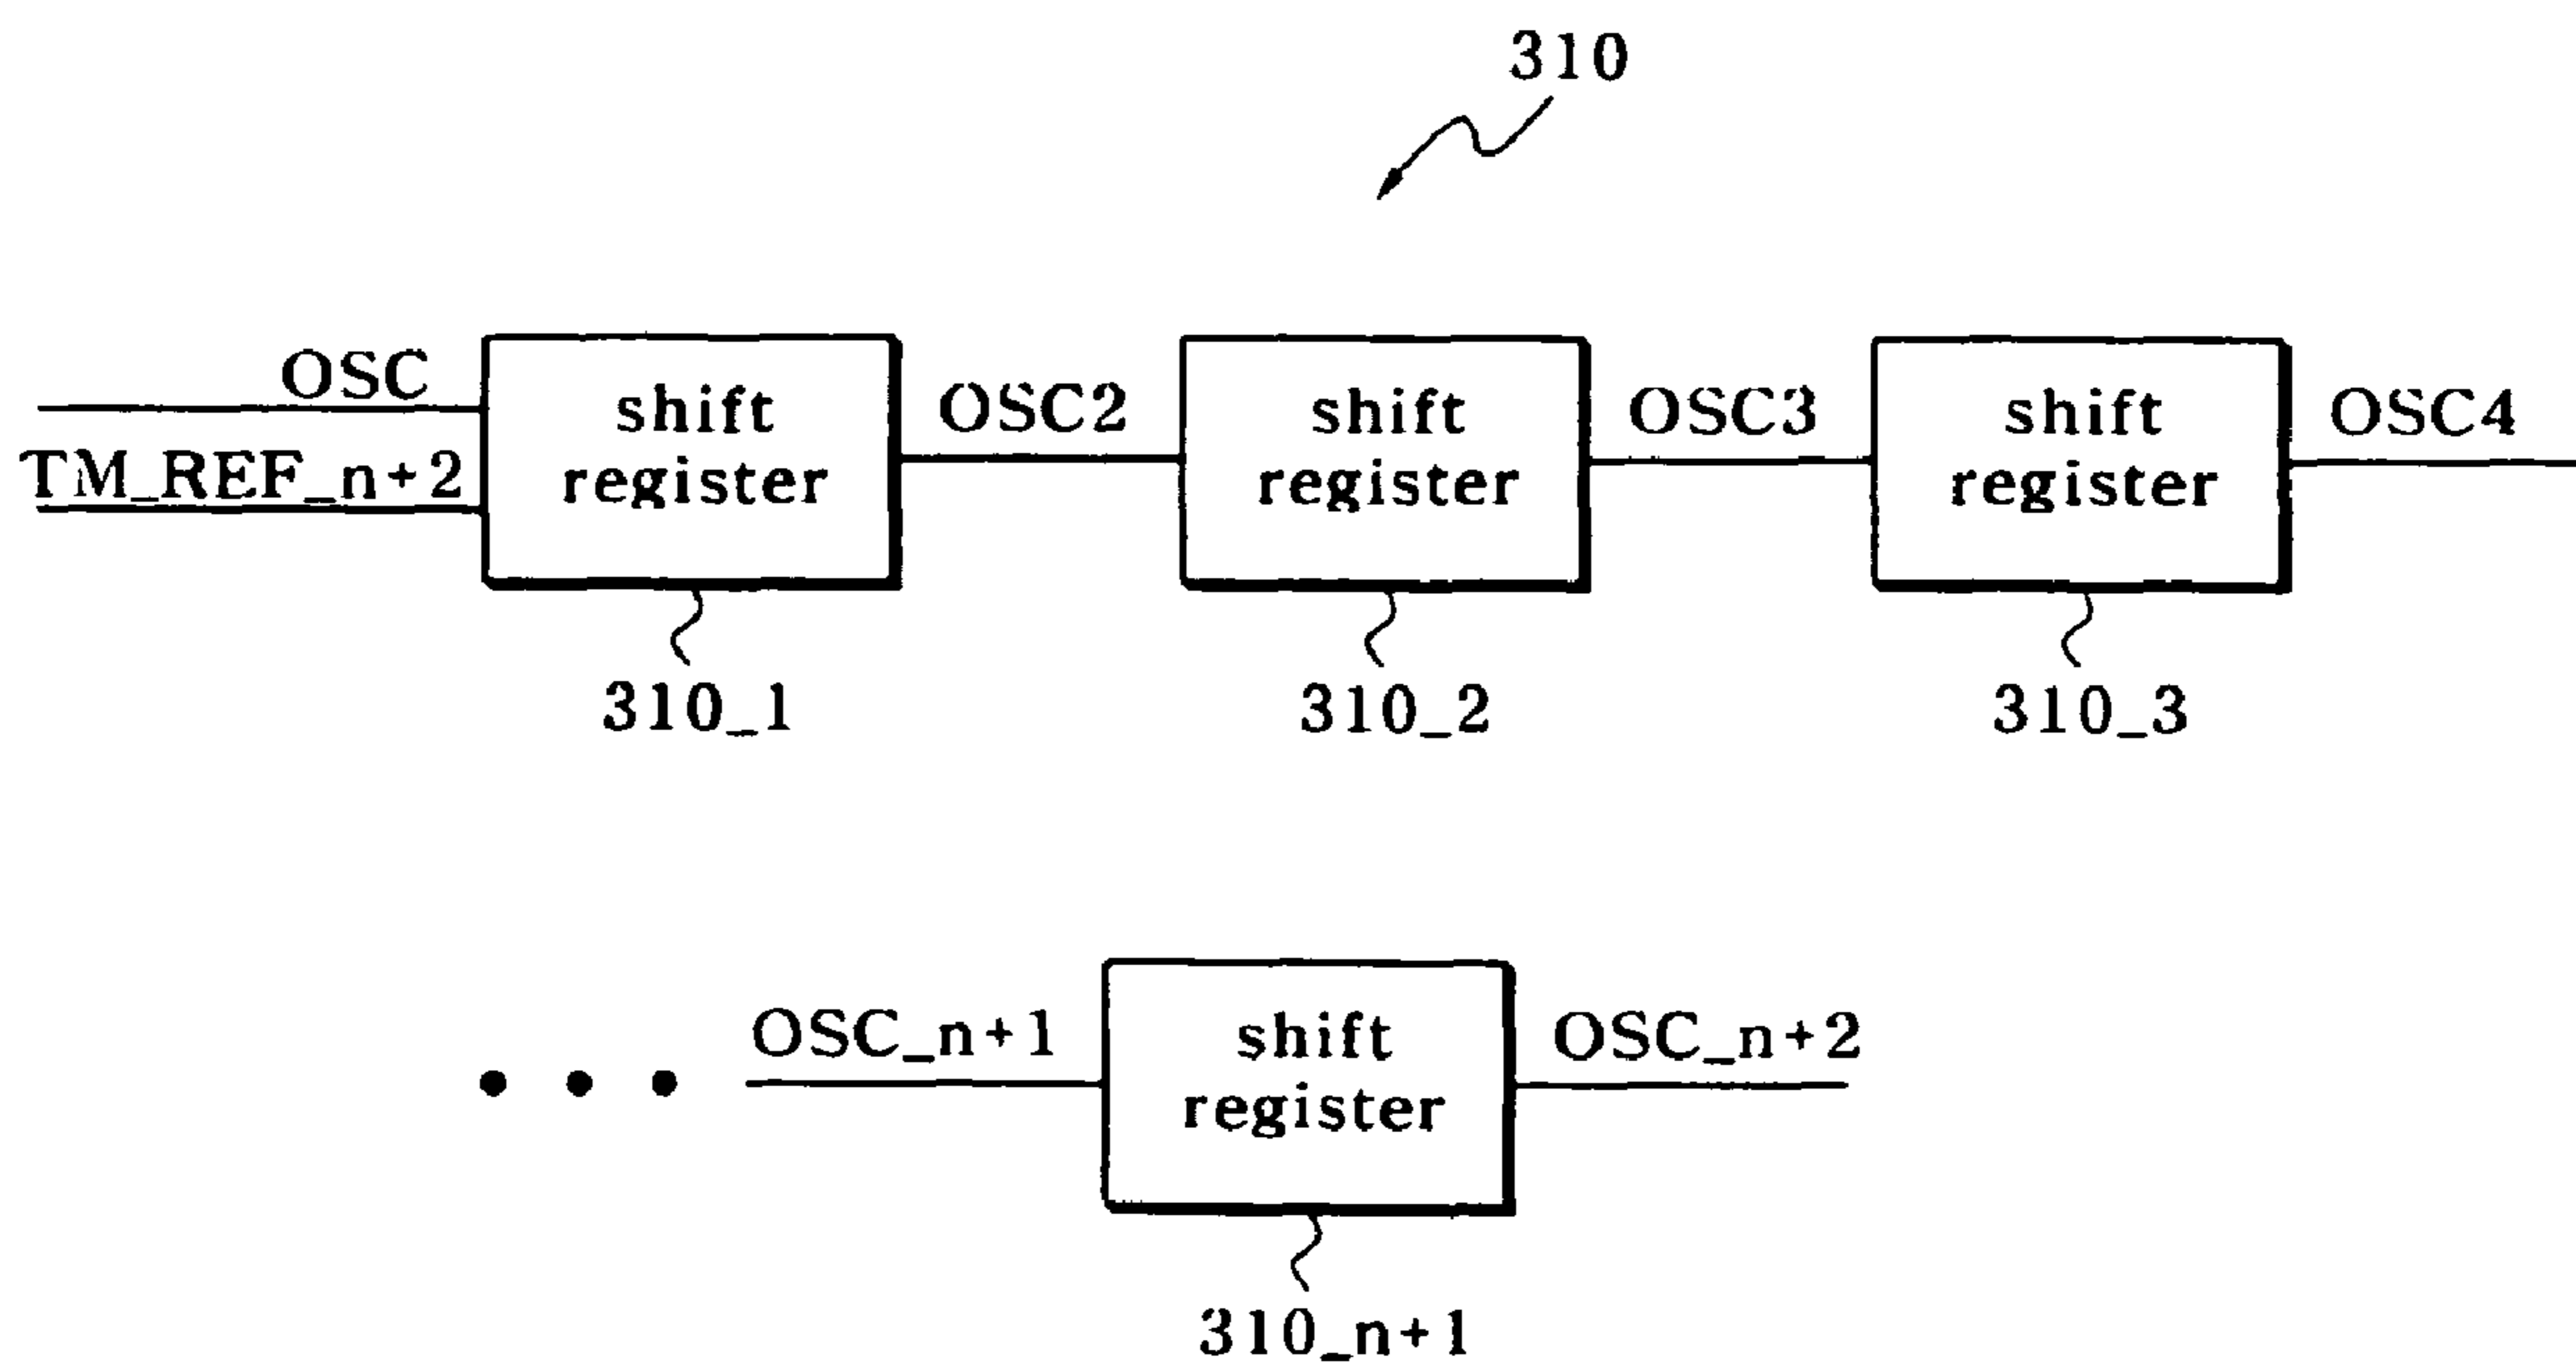 310
OSC
TM_REF_n+2
shift
register
OSC2
shift
register
OSC3
shift
register
OSC4
310_1
310_2
310_3
OSC_n+1
shift
register
OSC_n+2
310_n+1